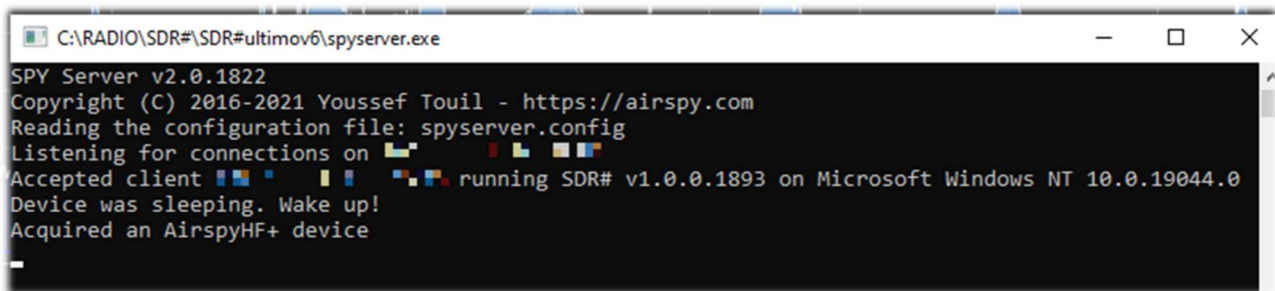 C:\RADIO\SDR#\SDR#ultimov6\spyserver.exe
SPY Server v2.0.1822
Copyright (C) 2016-2021 Youssef Touil - https://airspy.com
Reading the configuration file: spyserver.config
Listening for connections on
Accepted client running SDR# v1.0.0.1893 on Microsoft Windows NT 10.0.19044.0
Device was sleeping. Wake up!
Acquired an AirspyHF+ device